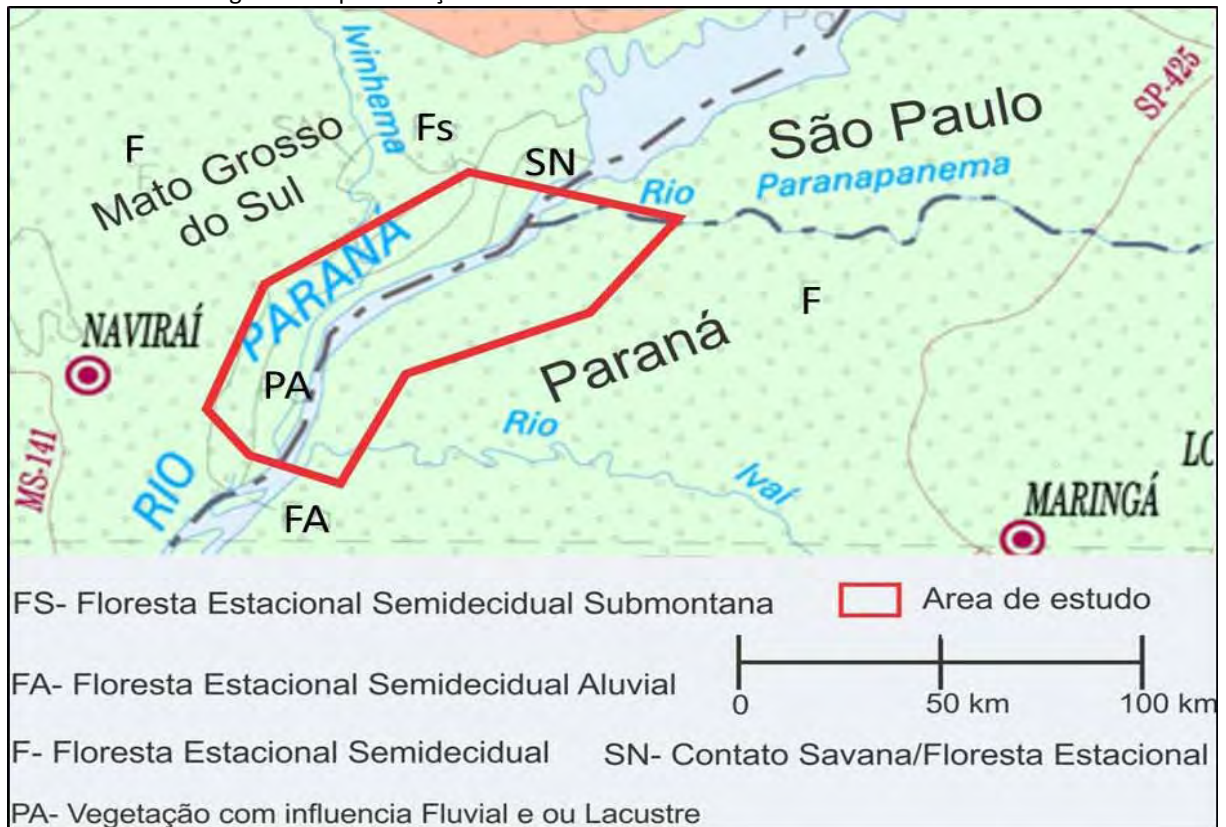 Ivinhema
F
Fs
Mato Grosso
do Sul
SN
São Paulo
SP-425
Rio
Paranapanema
PARANÁ
NAVIRAÍ
F
Paraná
PA
MS-141
RIO
Rio
Ivaí
FA
MARINGÁ
FS- Floresta Estacional Semidecidual Submontana
Area de estudo
FA- Floresta Estacional Semidecidual Aluvial
0 50 km 100 km
F- Floresta Estacional Semidecidual
SN- Contato Savana/Floresta Estacional
PA- Vegetação com influencia Fluvial e ou Lacustre